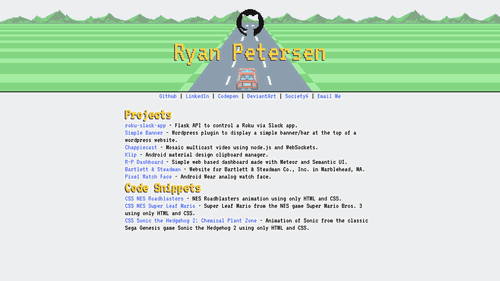 Ryan Petersen
Github | LinkedIn | Codepen | DeviantArt | Society6 | Email Me
Projects
roku-slack-app - Flask API to control a Roku via Slack app.
Simple Banner - Wordpress plugin to display a simple banner/bar at the top of a
wordpress website.
Chappiecast - Mosaic multicast video using node.js and WebSockets.
Klip - Android material design clipboard manager.
R-P Dashboard - Simple web based dashboard made with Meteor and Semantic UI.
Bartlett & Steadman - Website for Bartlett & Steadman Co., Inc. in Marblehead, MA.
Pixel Watch Face - Android Wear analog watch face.
Code Snippets
CSS NES Roadblasters - Roadblasters animation using only HTML and CSS.
CSS NES Super Leaf Mario - Super Leaf Mario from the NES game Super Mario Bros. 3
using only HTML and CSS.
CSS Sonic the Hedgehog 2: Chemical Plant Zone - Animation of Sonic from the classic
Sega Genesis game Sonic the Hedgehog 2 using only HTML and CSS.